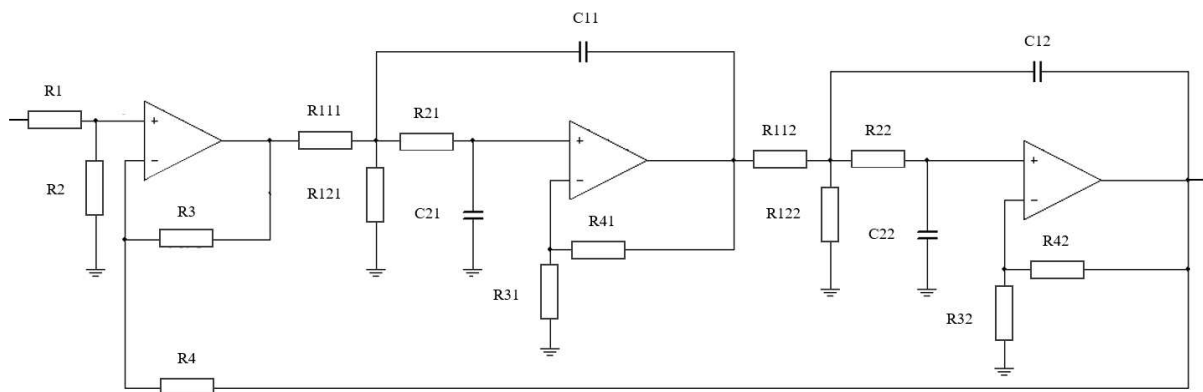 C11
C12
R1
R111
R21
R112
R22
+
+
+
−
−
−
R2
R3
R121
C21
R41
R122
C22
R42
R31
R32
R4